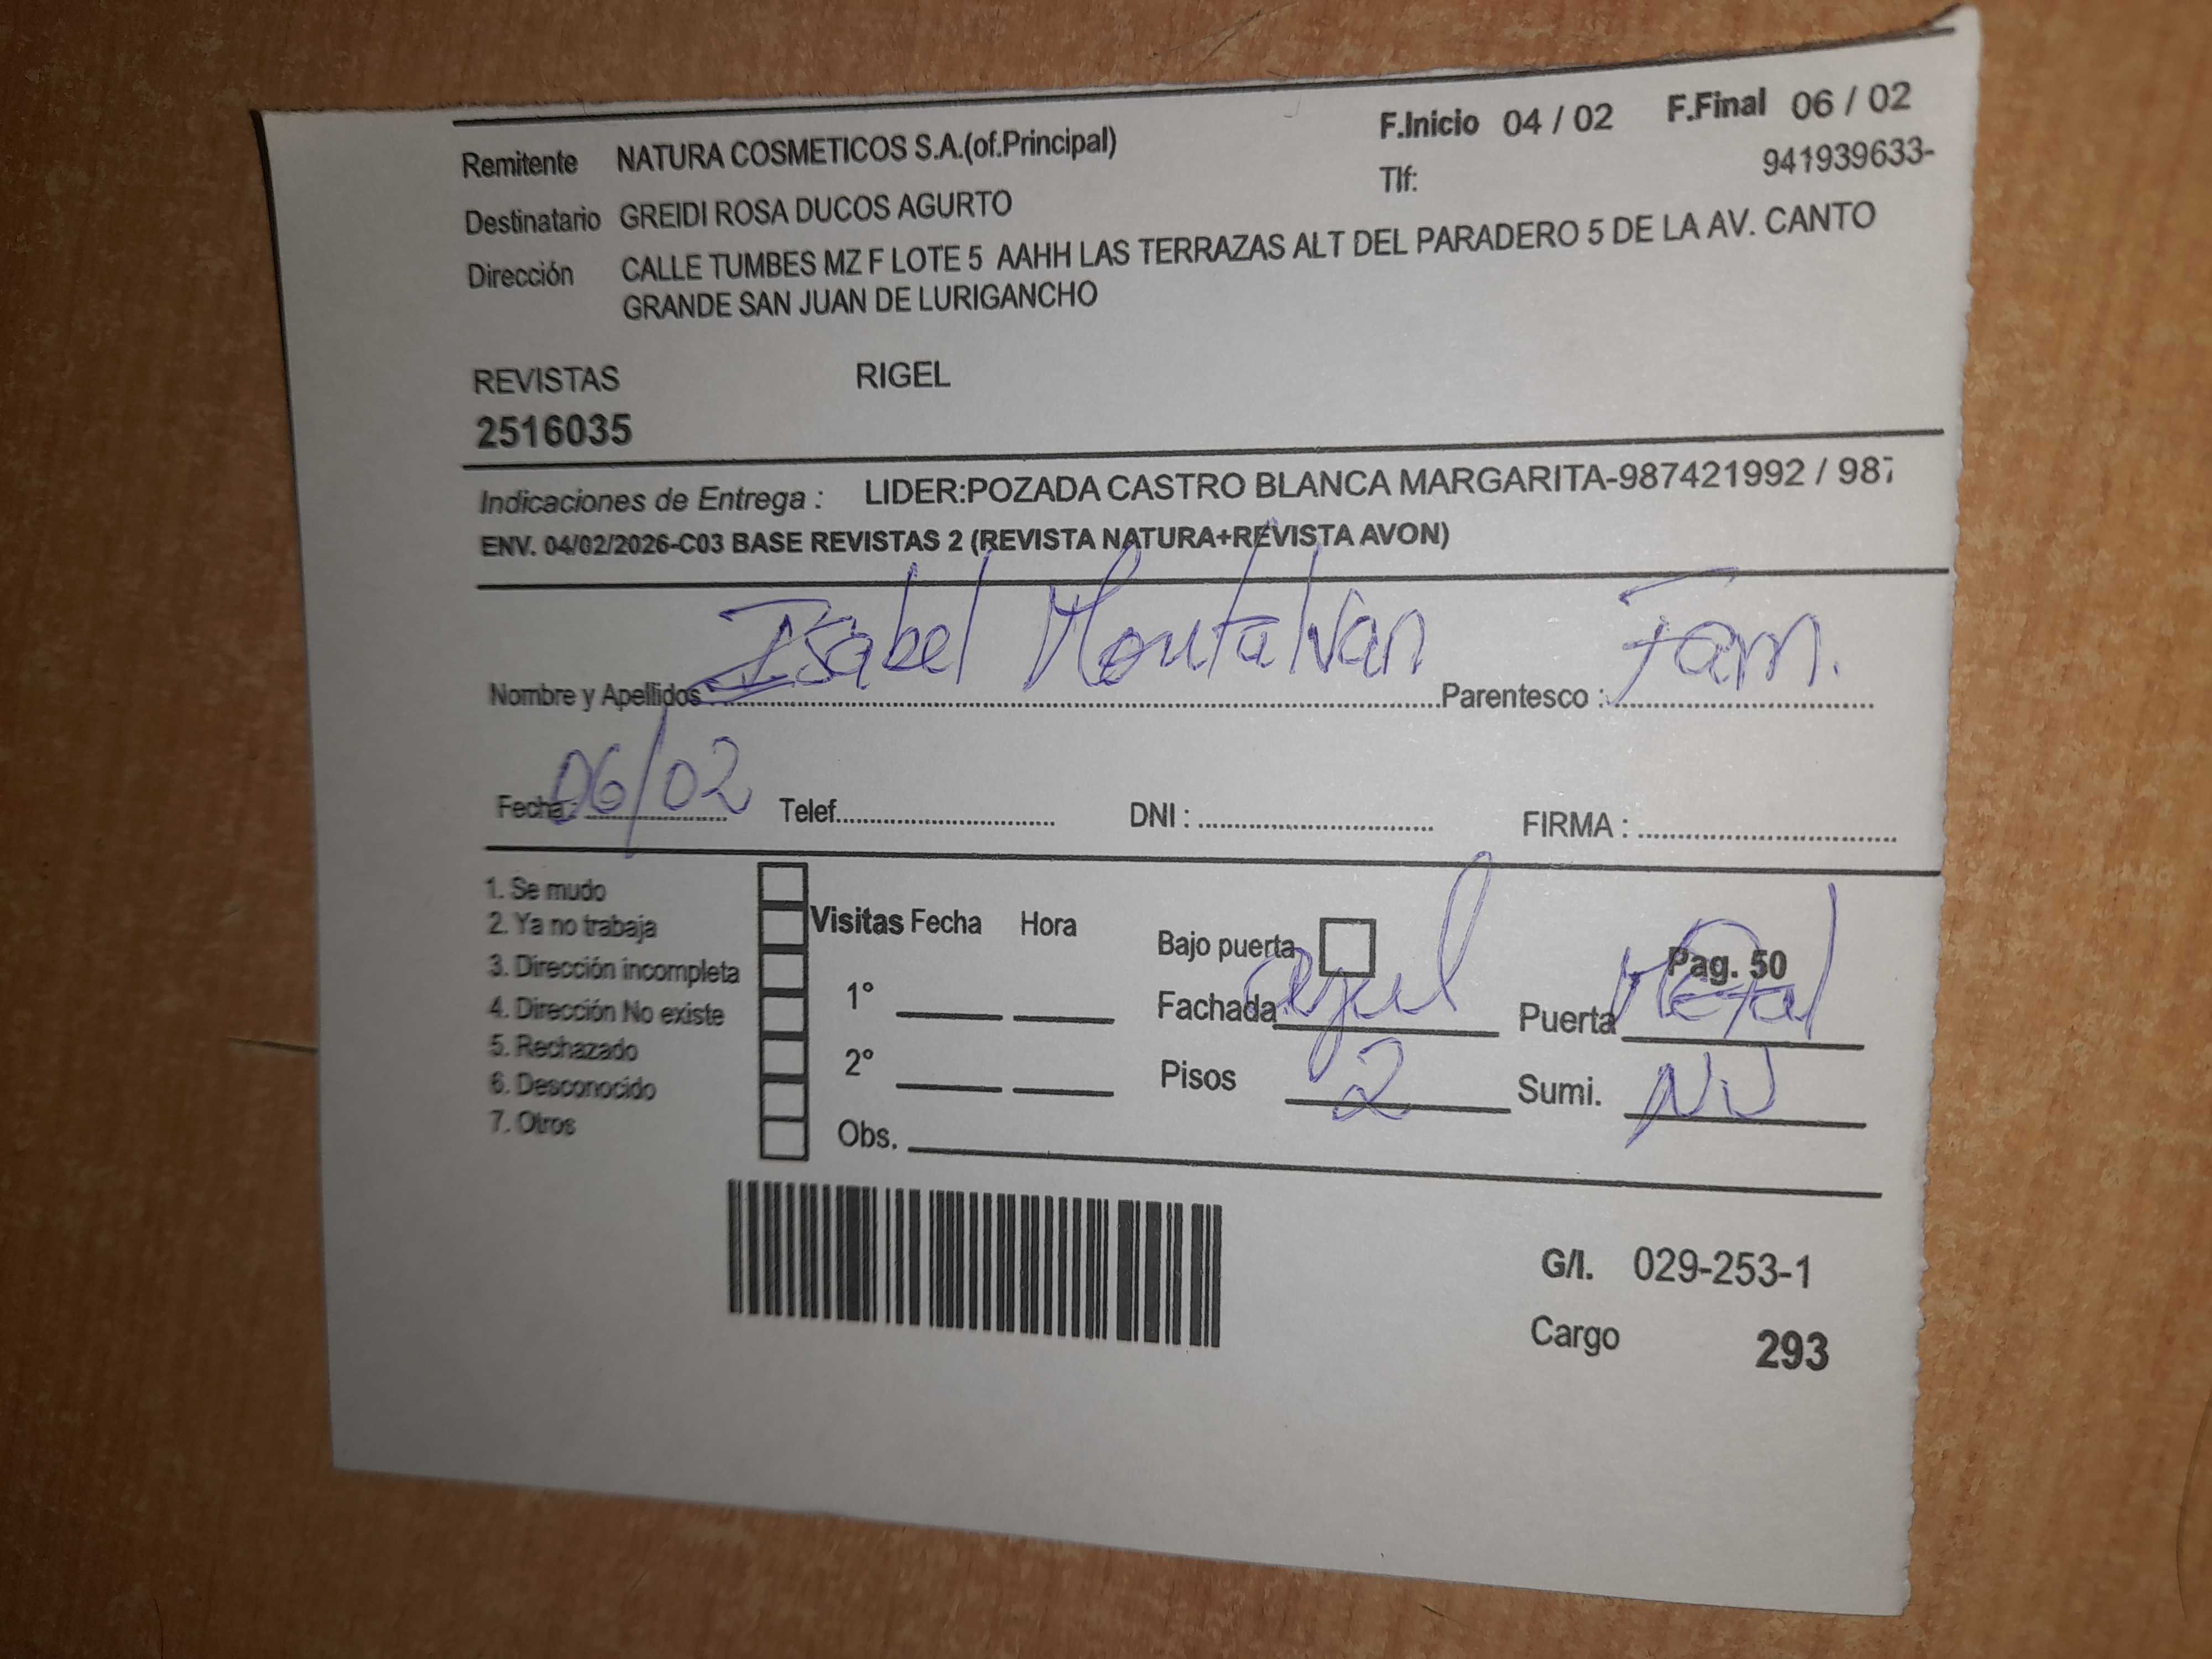 Remitente NATURA COSMETICOS S.A.(of.Principal) F.Inicio 04 / 02 F.Final 06 / 02
Tlf: 941939633-
Destinatario GREIDI ROSA DUCOS AGURTO
Dirección CALLE TUMBES MZ F LOTE 5 AAHH LAS TERRAZAS ALT DEL PARADERO 5 DE LA AV. CANTO
GRANDE SAN JUAN DE LURIGANCHO
REVISTAS RIGEL
2516035
Indicaciones de Entrega : LIDER:POZADA CASTRO BLANCA MARGARITA-987421992 / 987
ENV. 04/02/2026-C03 BASE REVISTAS 2 (REVISTA NATURA+REVISTA AVON)
Nombre y Apellidos Isabel Montalvan Parentesco : Fam.
Fecha: 06/02 Telef. DNI : FIRMA :
1. Se mudo
2. Ya no trabaja
3. Dirección incompleta
4. Dirección No existe
5. Rechazado
6. Desconocido
7. Otros
Visitas Fecha Hora
1°
2°
Obs.
Bajo puerta Pag. 50
Fachada azul Puerta Metal
Pisos 2 Sumi.
G/I. 029-253-1
Cargo 293